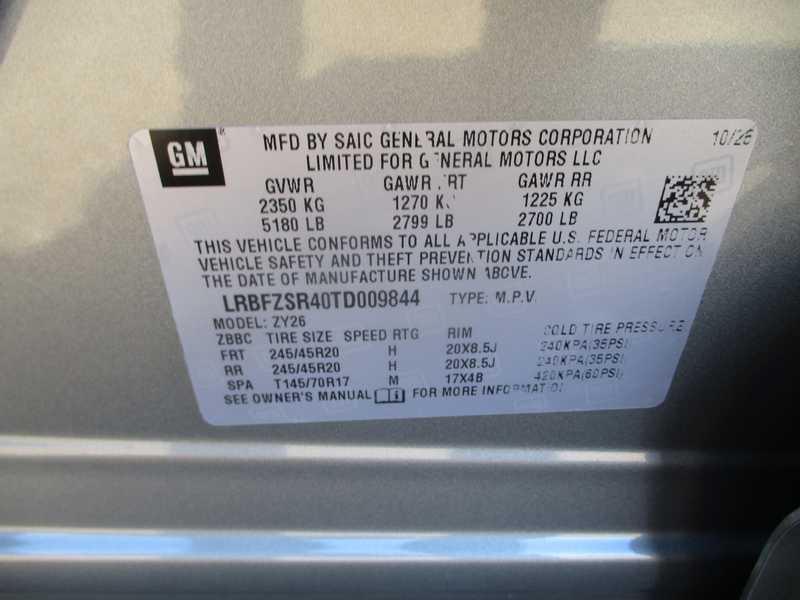 GM
MFD BY SAIC GENERAL MOTORS CORPORATION 10/25
LIMITED FOR GENERAL MOTORS LLC
GVWR GAWR FRT GAWR RR
2350 KG 1270 KG 1225 KG
5180 LB 2799 LB 2700 LB
THIS VEHICLE CONFORMS TO ALL APPLICABLE U.S. FEDERAL MOTOR
VEHICLE SAFETY AND THEFT PREVENTION STANDARDS IN EFFECT ON
THE DATE OF MANUFACTURE SHOWN ABOVE.
LRBFZSR40TD009844 TYPE: M.P.V.
MODEL: ZY26
ZBBC TIRE SIZE SPEED RTG RIM COLD TIRE PRESSURE
FRT 245/45R20 H 20X8.5J 240KPA(35PSI)
RR 245/45R20 H 20X8.5J 240KPA(35PSI)
SPA T145/70R17 M 17X4B 420KPA(60PSI)
SEE OWNER'S MANUAL FOR MORE INFORMATION